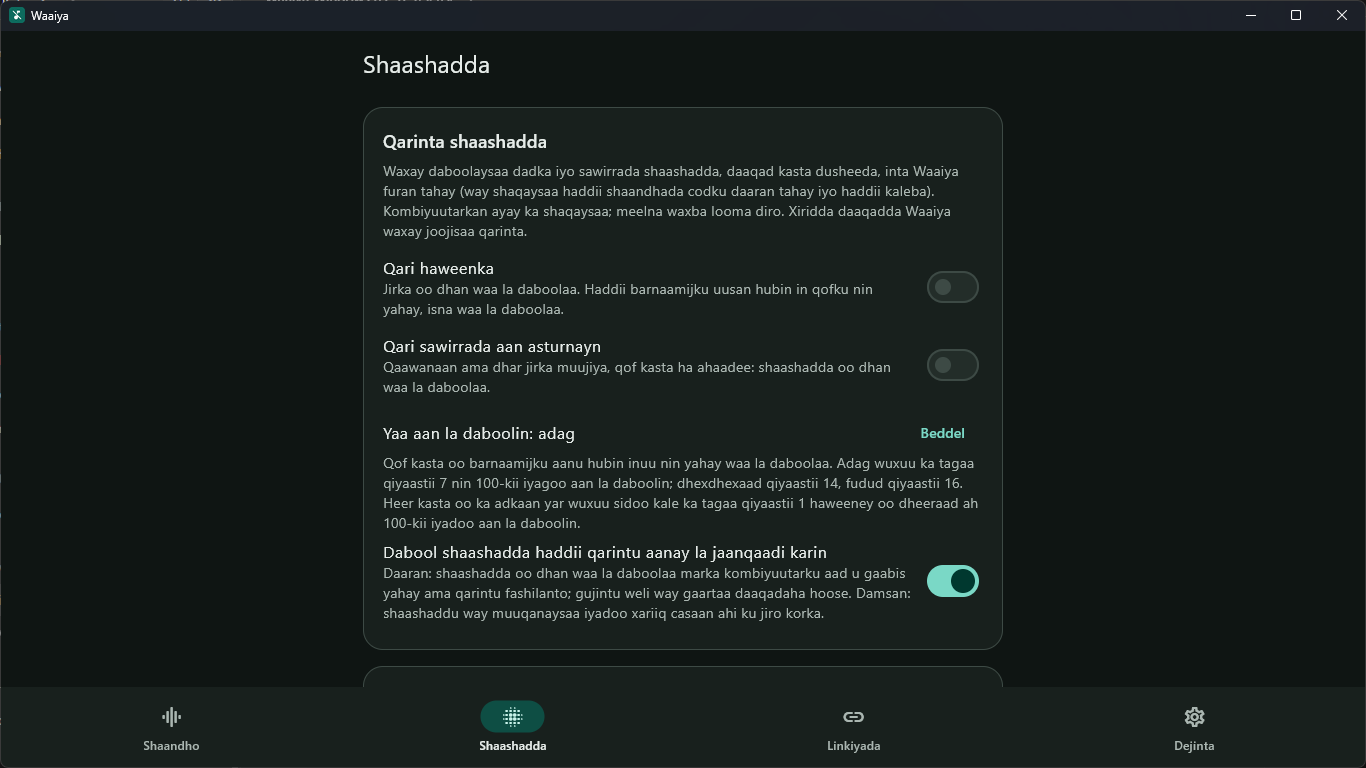 Waaiya
Shaashadda
Qarinta shaashadda
Waxay daboolaysaa dadka iyo sawirrada shaashadda, daaqad kasta dusheeda, inta Waaiya
furan tahay (way shaqaysaa haddii shaandhada codku daaran tahay iyo haddii kaleba).
Kombiyuutarkan ayay ka shaqaysaa; meelna waxba looma diro. Xiridda daaqadda Waaiya
waxay joojisaa qarinta.
Qari haweenka
Jirka oo dhan waa la daboolaa. Haddii barnaamijku uusan hubin in qofku nin
yahay, isna waa la daboolaa.
Qari sawirrada aan asturnayn
Qaawanaan ama dhar jirka muujiya, qof kasta ha ahaadee: shaashadda oo dhan
waa la daboolaa.
Yaa aan la daboolin: adag
Beddel
Qof kasta oo barnaamijku aanu hubin inuu nin yahay waa la daboolaa. Adag wuxuu ka tagaa
qiyaastii 7 nin 100-kii iyagoo aan la daboolin; dhexdhexaad qiyaastii 14, fudud qiyaastii 16.
Heer kasta oo ka adkaan yar wuxuu sidoo kale ka tagaa qiyaastii 1 haweeney oo dheeraad ah
100-kii iyadoo aan la daboolin.
Dabool shaashadda haddii qarintu aanay la jaanqaadi karin
Daaran: shaashadda oo dhan waa la daboolaa marka kombiyuutarku aad u gaabis
yahay ama qarintu fashilanto; gujintu weli way gaartaa daaqadaha hoose. Damsan:
shaashaddu way muuqanaysaa iyadoo xariiq casaan ahi ku jiro korka.
Shaandho
Shaashadda
Linkiyada
Dejinta